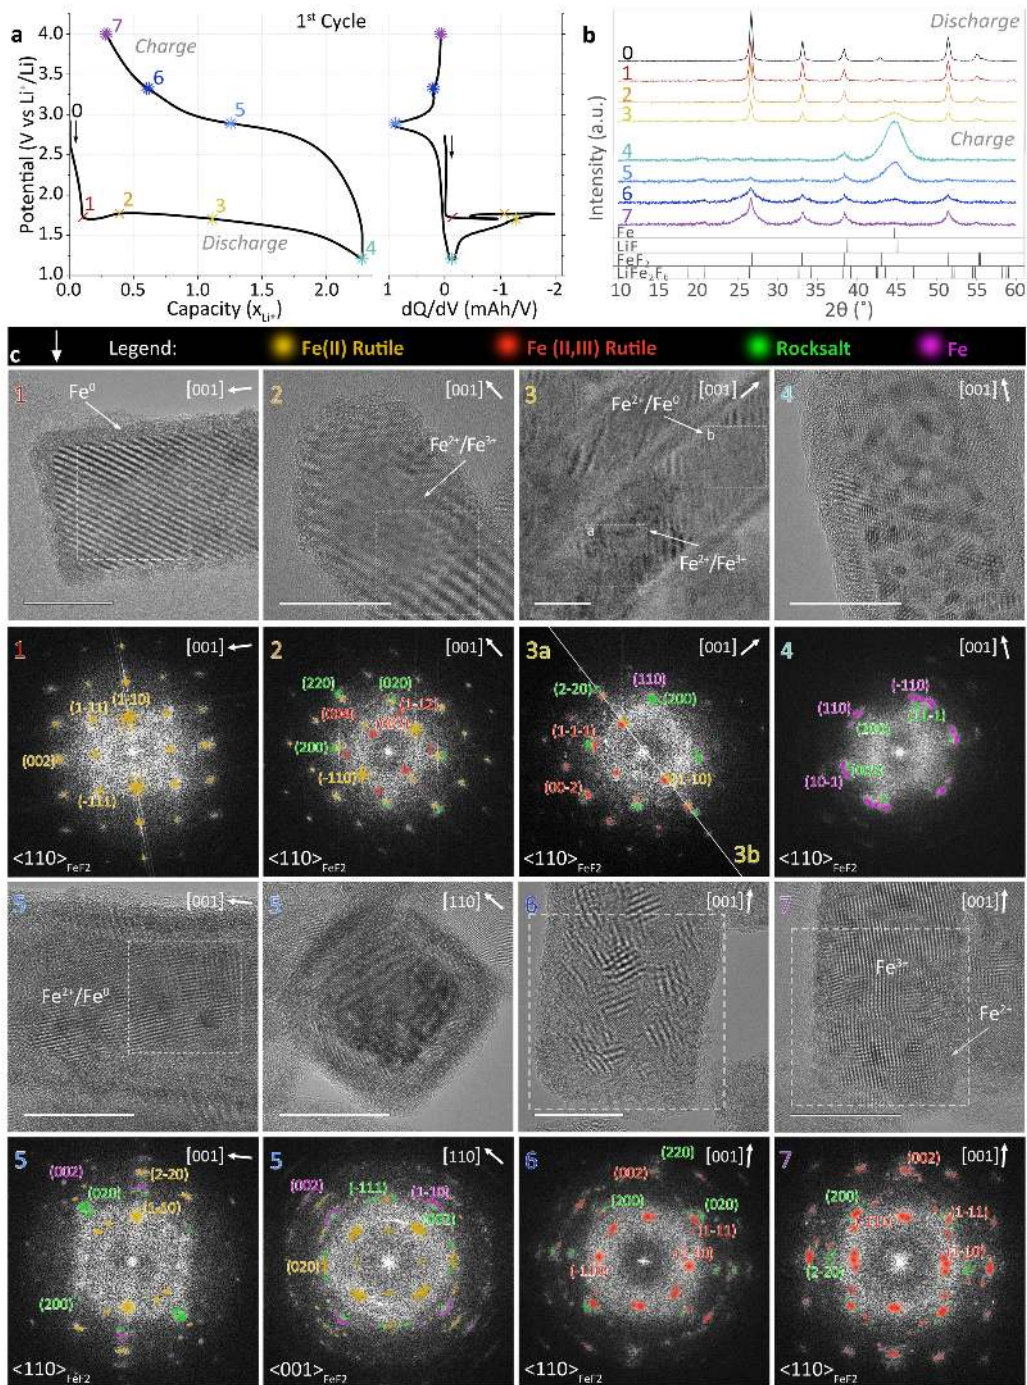 a
1st Cycle
Charge
Discharge
Potential (V vs Li⁺/Li)
4.0
3.5
3.0
2.5
2.0
1.5
1.0
0
1
2
3
4
5
6
7
0.0 0.5 1.0 1.5 2.0
Capacity (xLi⁺)
1 0 -1 -2
dQ/dV (mAh/V)
b
Discharge
0
1
2
3
Charge
4
5
6
7
Intensity (a.u.)
Fe
LiF
FeF₂
LiFe₂F₆
10 15 20 25 30 35 40 45 50 55 60
2θ (°)
c
Legend: Fe(II) Rutile Fe (II,III) Rutile Rocksalt Fe
1 Fe⁰ [001]
2 Fe²⁺/Fe³⁺ [001]
3 Fe²⁺/Fe⁰ b a Fe²⁺/Fe³⁺ [001]
4 [001]
1 [001]
(1-11) (1-10)
(002)
(-111)
<110>FeF2
2 [001]
(220) (020)
(1-12)
(200)
(-110)
<110>FeF2
3a [001]
(110)
(2-20) (200)
(1-1-1)
(00-2)
3b
<110>FeF2
4 [001]
(-110)
(110)
(10-1)
<110>FeF2
5 Fe²⁺/Fe⁰ [001]
5 [110]
6 [001]
7 Fe³⁺ Fe²⁺ [001]
5 [001]
(002) (2-20)
(020)
(1-10)
(200)
<110>FeF2
5 [110]
(002) (-111) (1-10)
(002)
(020)
<001>FeF2
6 (220) [001]
(002)
(200) (020)
(1-11)
<110>FeF2
7 (002) [001]
(200) (1-11)
(1-10)
(2-20)
<110>FeF2